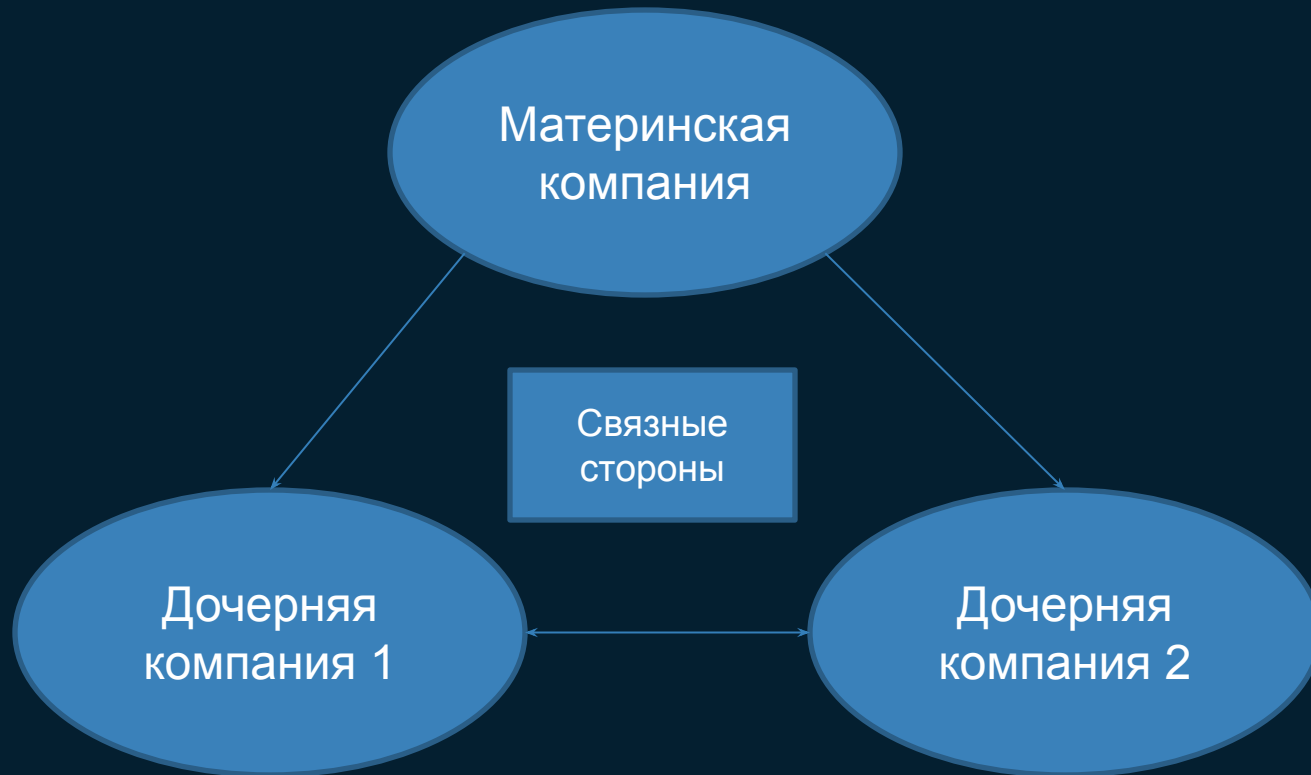 Материнская
компания
Связные
стороны
Дочерняя
компания 1
Дочерняя
компания 2